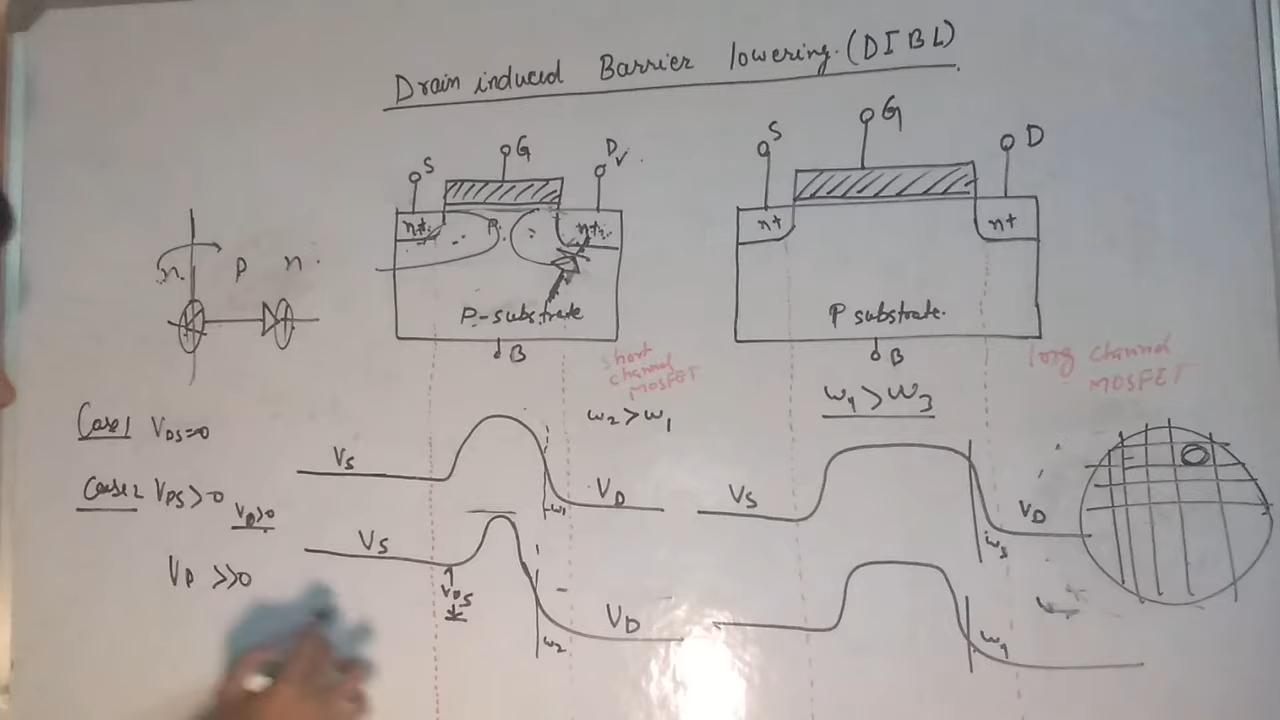 Drain induced Barrier lowering. (DIBL)
S G D
S G D
n+ n+
n+ n+
n P n
P-substrate
P substrate.
B
B
short
channel
MOSFET
long channel
MOSFET
w2 > w1
w4 > w3
Case1 VDS=0
VS VD w1
VS VD w3
Case2 VDS>0
VD>0
VS VD w2
w4
VD >>0